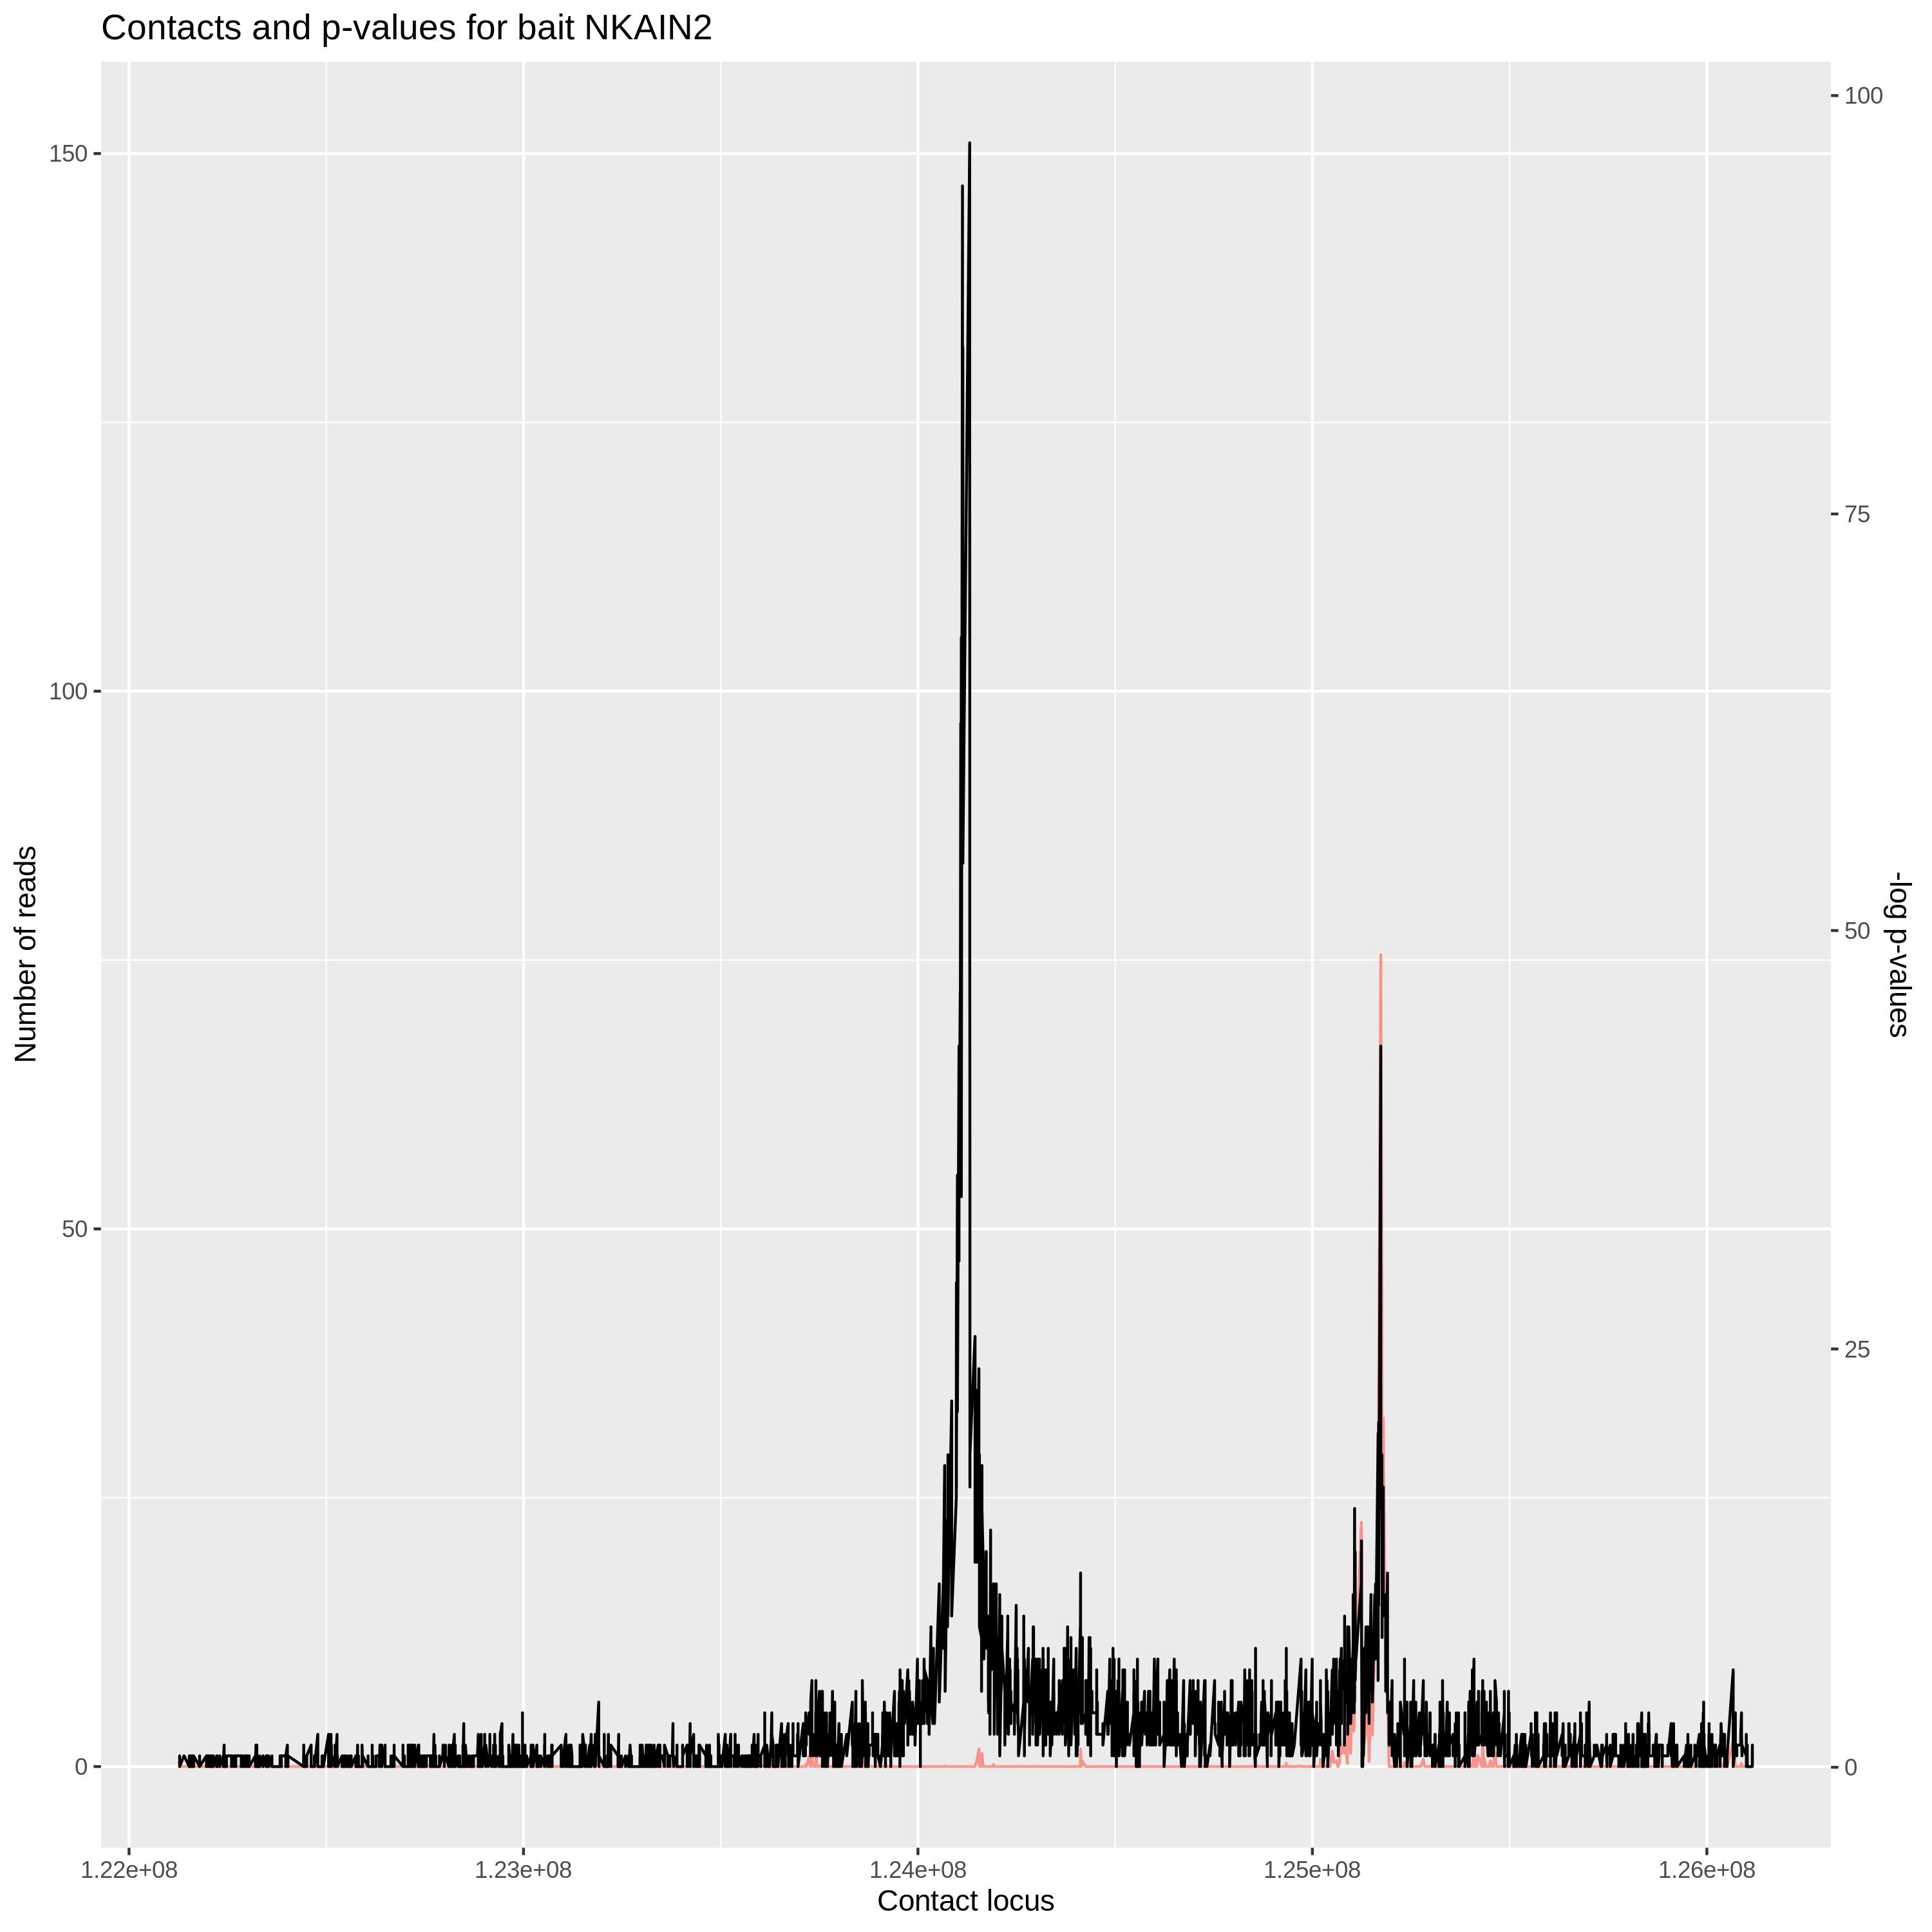 Contacts and p-values for bait NKAIN2
150
100
50
0
Number of reads
100
75
50
25
0
-log p-values
1.22e+08
1.23e+08
1.24e+08
1.25e+08
1.26e+08
Contact locus